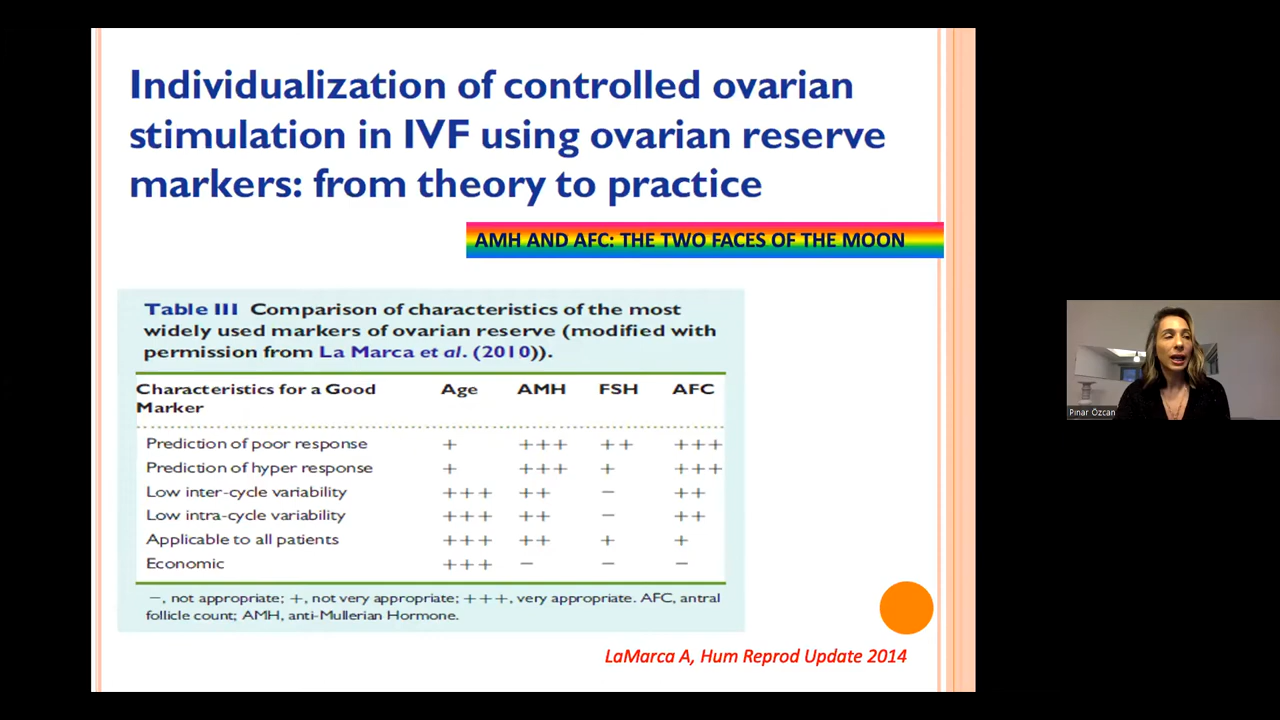 Individualization of controlled ovarian
stimulation in IVF using ovarian reserve
markers: from theory to practice
AMH AND AFC: THE TWO FACES OF THE MOON
Table III Comparison of characteristics of the most
widely used markers of ovarian reserve (modified with
permission from La Marca et al. (2010)).
Characteristics for a Good Marker Age AMH FSH AFC
Prediction of poor response + +++ ++ +++
Prediction of hyper response + +++ + +++
Low inter-cycle variability +++ ++ − ++
Low intra-cycle variability +++ ++ − ++
Applicable to all patients +++ ++ + +
Economic +++ − − −
−, not appropriate; +, not very appropriate; +++, very appropriate. AFC, antral
follicle count; AMH, anti-Mullerian Hormone.
LaMarca A, Hum Reprod Update 2014
Pınar Özcan